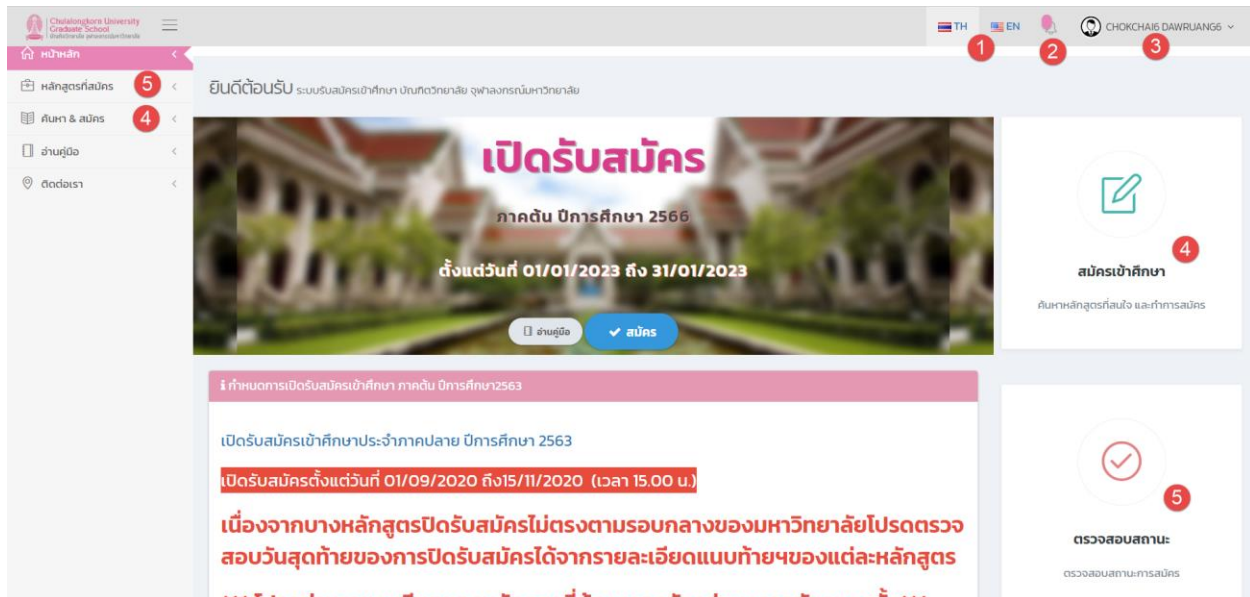 Chulalongkorn University
Graduate School
TH
EN
CHOKCHAI6 DAWRUANG6
1
2
3
หน้าหลัก
หลักสูตรที่สมัคร
5
ค้นหา & สมัคร
4
อ่านคู่มือ
ติดต่อเรา
ยินดีต้อนรับ ระบบรับสมัครเข้าศึกษา บัณฑิตวิทยาลัย จุฬาลงกรณ์มหาวิทยาลัย
เปิดรับสมัคร
ภาคต้น ปีการศึกษา 2566
ตั้งแต่วันที่ 01/01/2023 ถึง 31/01/2023
อ่านคู่มือ
สมัคร
4
สมัครเข้าศึกษา
ค้นหาหลักสูตรที่สนใจ และทำการสมัคร
กำหนดการเปิดรับสมัครเข้าศึกษา ภาคต้น ปีการศึกษา2563
เปิดรับสมัครเข้าศึกษาประจำภาคปลาย ปีการศึกษา 2563
เปิดรับสมัครตั้งแต่วันที่ 01/09/2020 ถึง15/11/2020 (เวลา 15.00 น.)
เนื่องจากบางหลักสูตรปิดรับสมัครไม่ตรงตามรอบกลางของมหาวิทยาลัยโปรดตรวจ
สอบวันสุดท้ายของการปิดรับสมัครได้จากรายละเอียดแนบท้ายฯของแต่ละหลักสูตร
5
ตรวจสอบสถานะ
ตรวจสอบสถานะการสมัคร